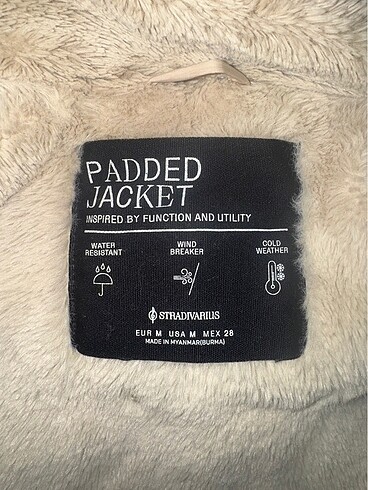 PADDED
JACKET
INSPIRED BY FUNCTION AND UTILITY
WATER RESISTANT
WIND BREAKER
COLD WEATHER
STRADIVARIUS
EUR M USA M MEX 28
MADE IN MYANMAR(BURMA)